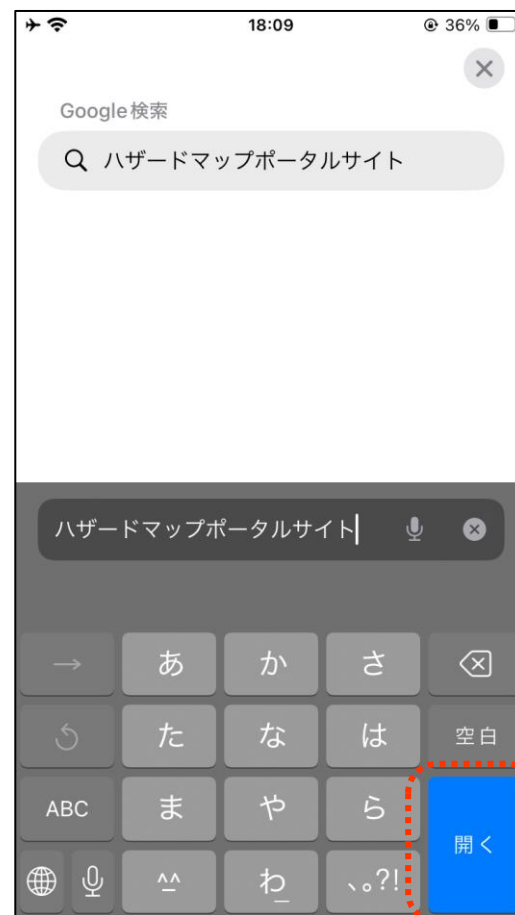 18:09
36%
Google検索
ハザードマップポータルサイト
ハザードマップポータルサイト
→ あ か さ
た な は 空白
ABC ま や ら 開く
^^ わ_ 、。?!